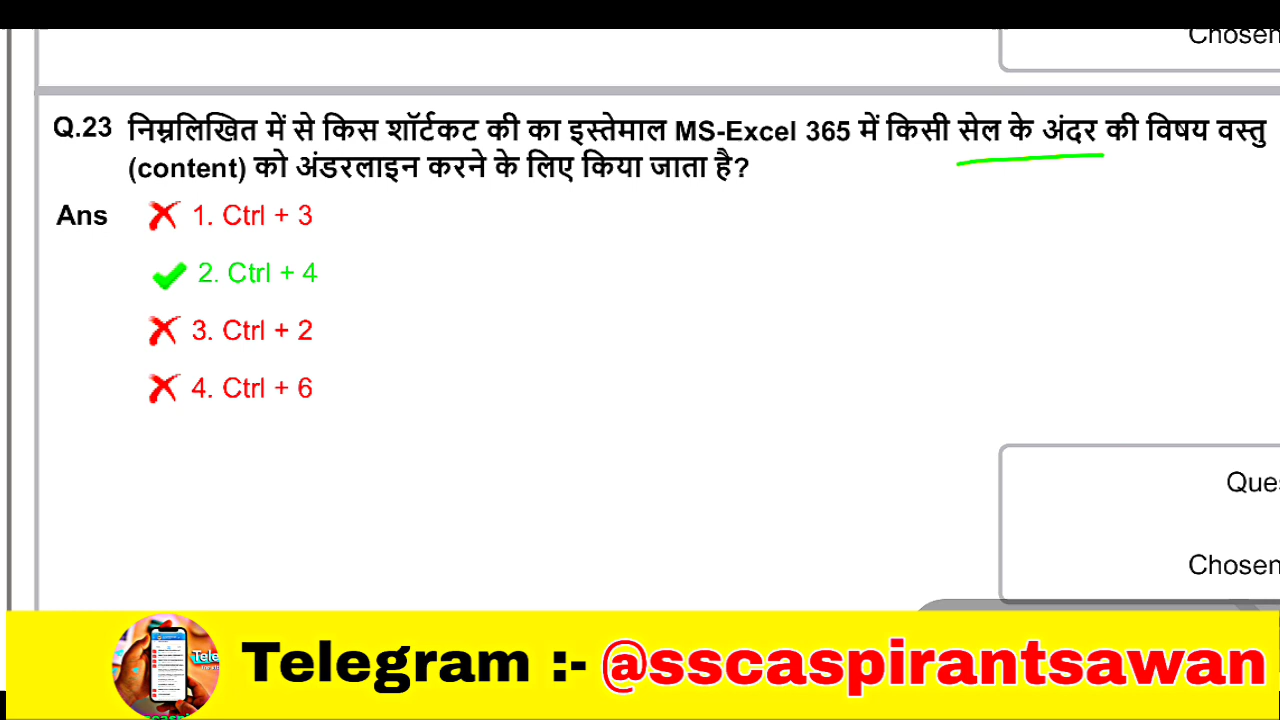 Chosen
Q.23 निम्नलिखित में से किस शॉर्टकट की का इस्तेमाल MS-Excel 365 में किसी सेल के अंदर की विषय वस्तु
(content) को अंडरलाइन करने के लिए किया जाता है?
Ans 1. Ctrl + 3
2. Ctrl + 4
3. Ctrl + 2
4. Ctrl + 6
Ques
Chosen
Telegram :- @sscaspirantsawan